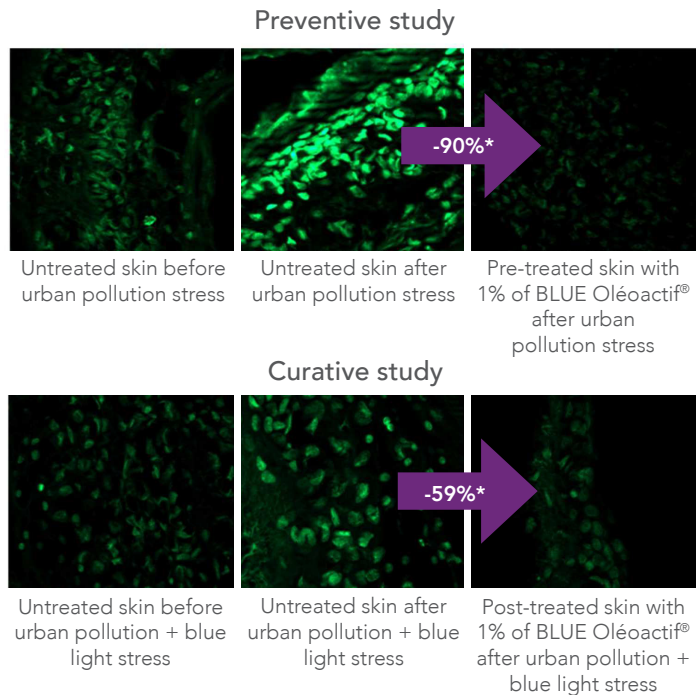 Preventive study
-90%*
Untreated skin before
urban pollution stress
Untreated skin after
urban pollution stress
Pre-treated skin with
1% of BLUE Oléoactif®
after urban
pollution stress
Curative study
-59%*
Untreated skin before
urban pollution + blue
light stress
Untreated skin after
urban pollution + blue
light stress
Post-treated skin with
1% of BLUE Oléoactif®
after urban pollution +
blue light stress